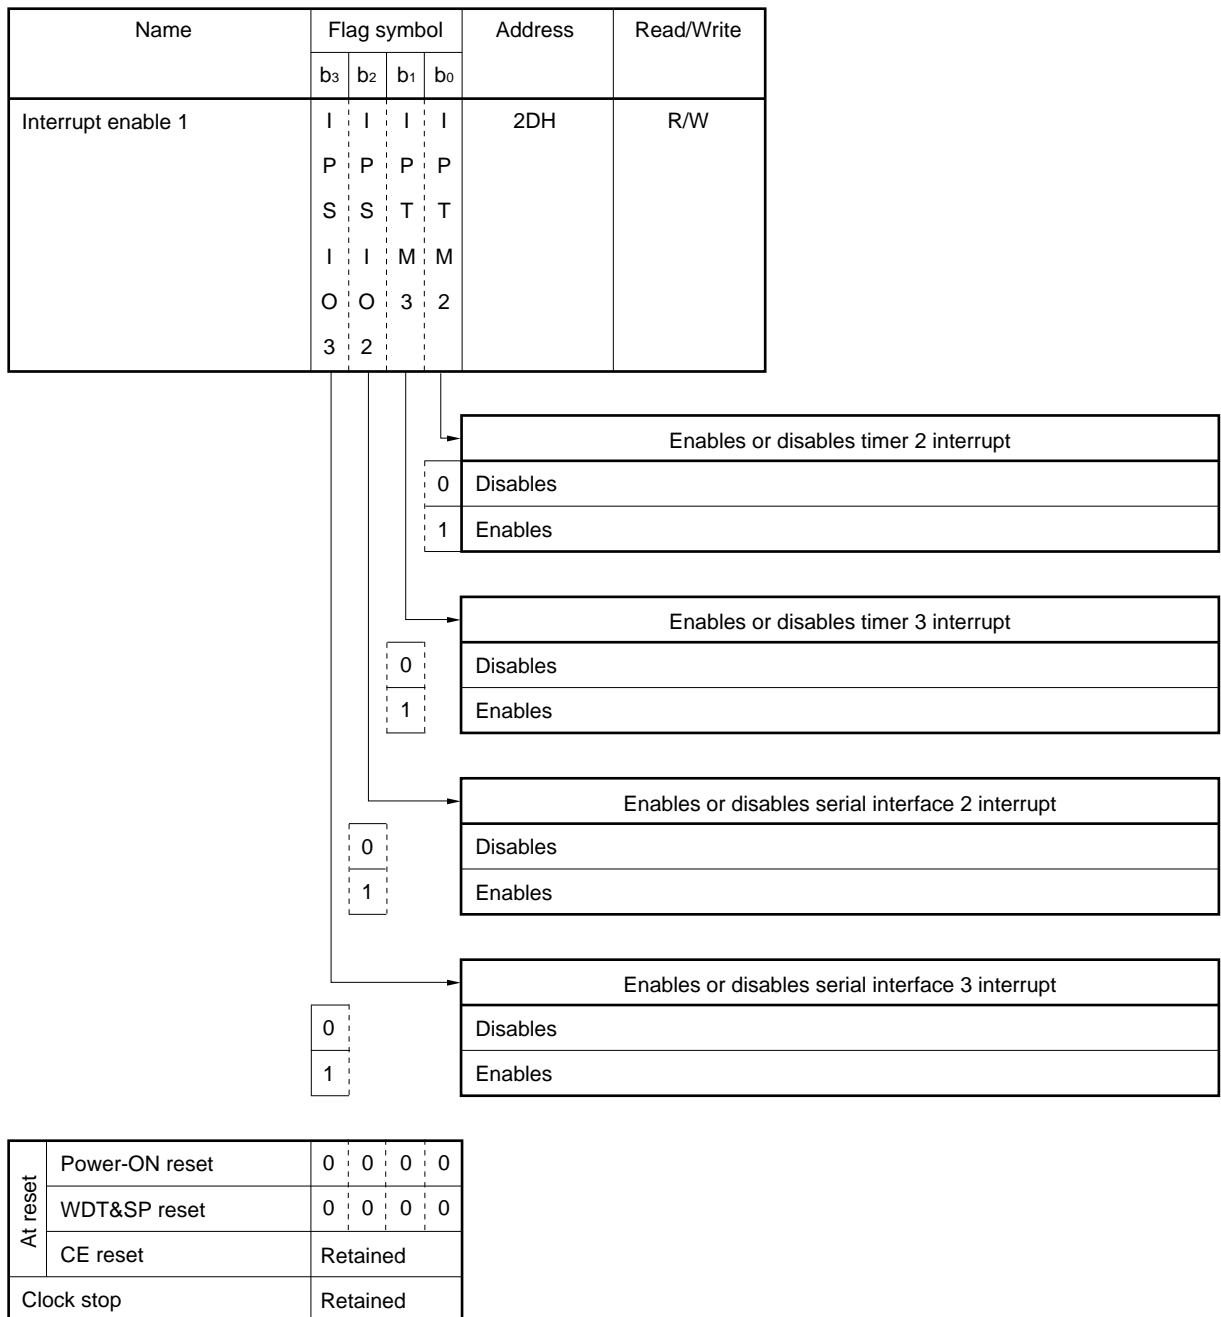 Name Flag symbol Address Read/Write
b3 b2 b1 b0
Interrupt enable 1 IPSIO3 IPSIO2 IPTM3 IPTM2 2DH R/W
Enables or disables timer 2 interrupt
0 Disables
1 Enables
Enables or disables timer 3 interrupt
0 Disables
1 Enables
Enables or disables serial interface 2 interrupt
0 Disables
1 Enables
Enables or disables serial interface 3 interrupt
0 Disables
1 Enables
At reset
Power-ON reset 0 0 0 0
WDT&SP reset 0 0 0 0
CE reset Retained
Clock stop Retained